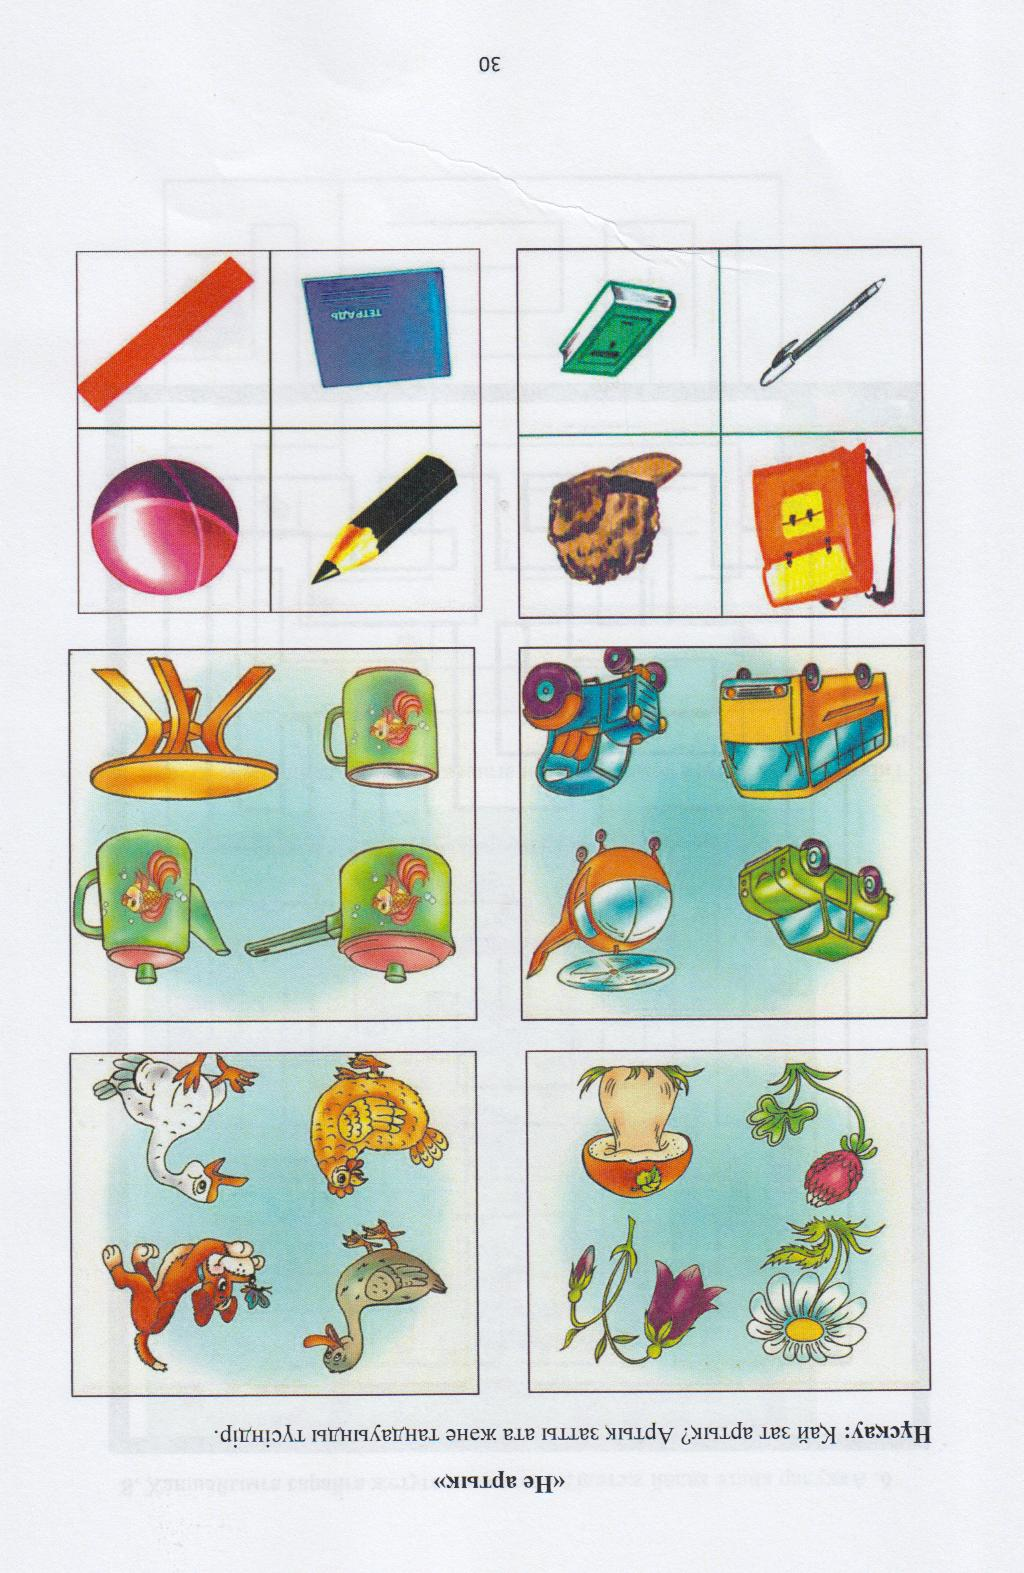 «Не артық»
Нұсқау: Қай зат артық? Артық затты ата және таңдауыңды түсіндір.
ТЕТРАДЬ
30